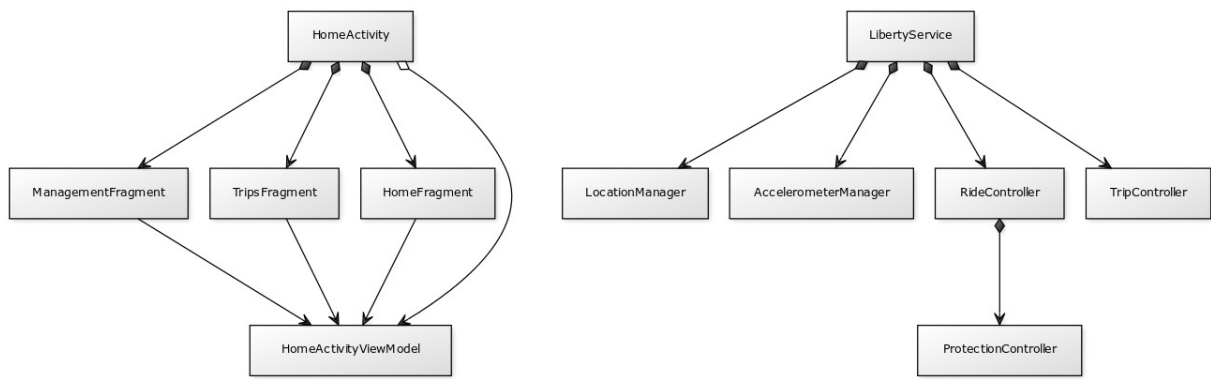 HomeActivity
LibertyService
ManagementFragment
TripsFragment
HomeFragment
LocationManager
AccelerometerManager
RideController
TripController
HomeActivityViewModel
ProtectionController